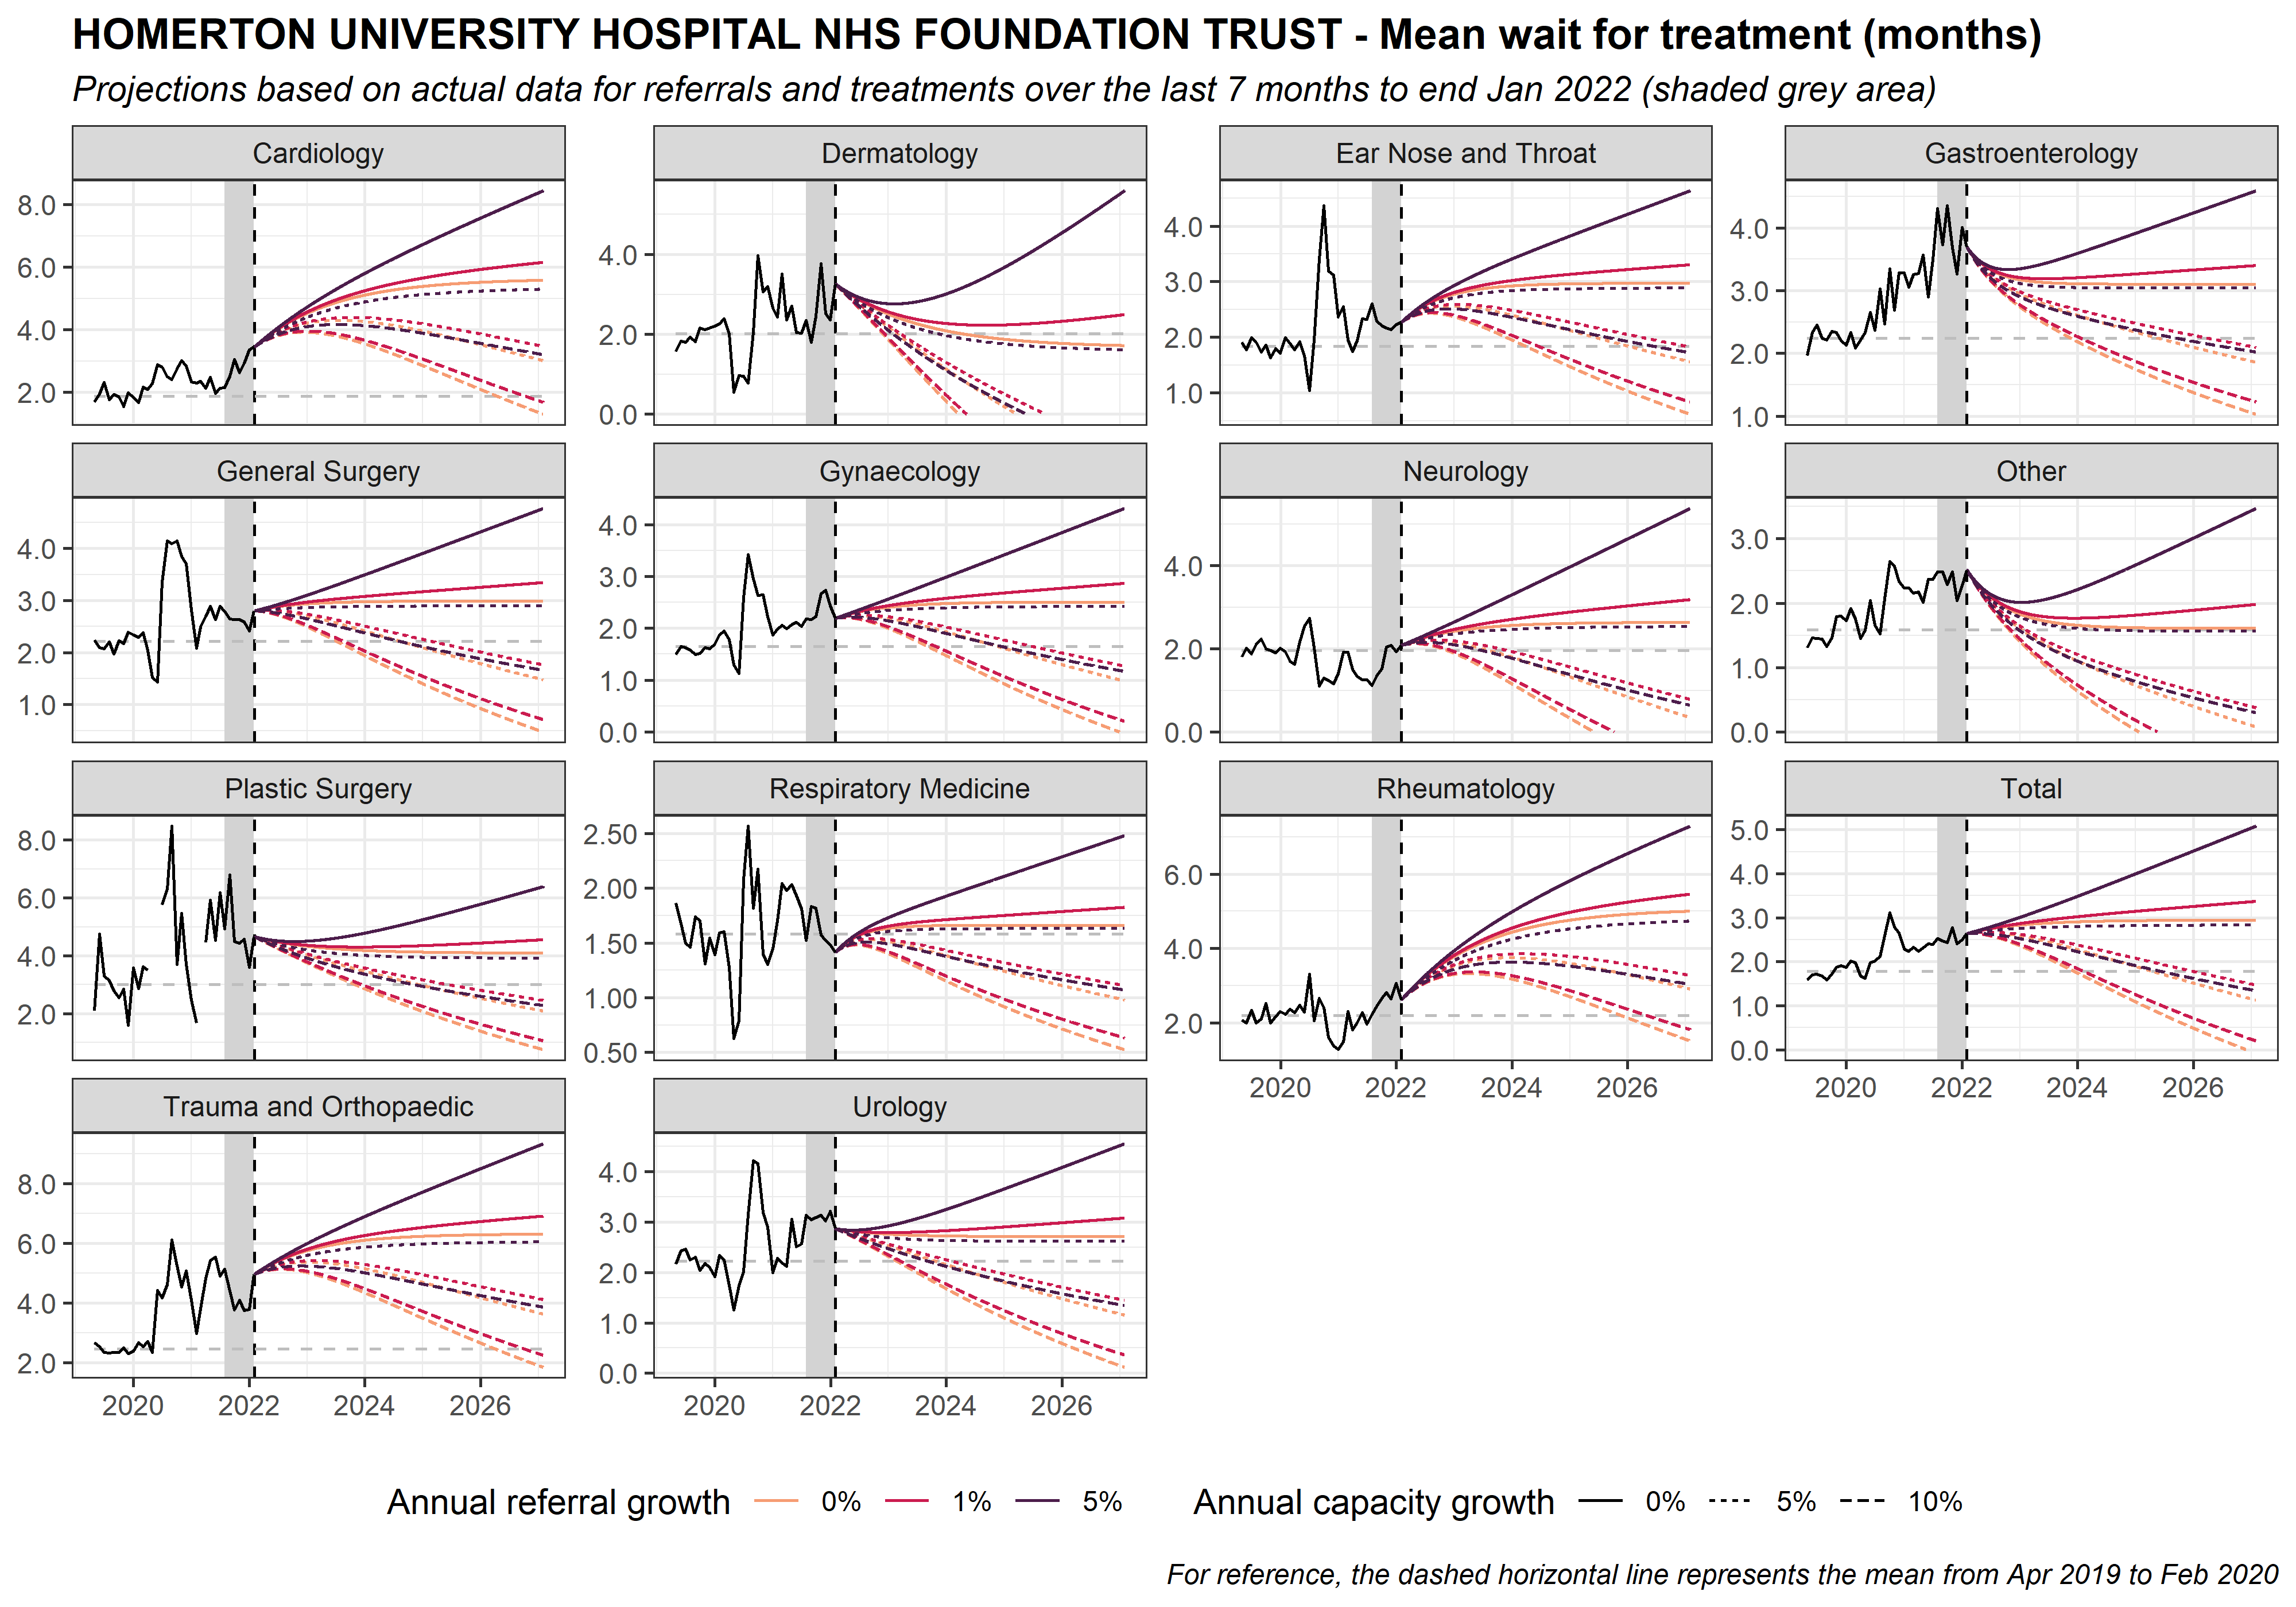 HOMERTON UNIVERSITY HOSPITAL NHS FOUNDATION TRUST - Mean wait for treatment (months)
Projections based on actual data for referrals and treatments over the last 7 months to end Jan 2022 (shaded grey area)
Cardiology
8.0
6.0
4.0
2.0
Dermatology
4.0
2.0
0.0
Ear Nose and Throat
4.0
3.0
2.0
1.0
Gastroenterology
4.0
3.0
2.0
1.0
General Surgery
4.0
3.0
2.0
1.0
Gynaecology
4.0
3.0
2.0
1.0
0.0
Neurology
4.0
2.0
0.0
Other
3.0
2.0
1.0
0.0
Plastic Surgery
8.0
6.0
4.0
2.0
Respiratory Medicine
2.50
2.00
1.50
1.00
0.50
Rheumatology
6.0
4.0
2.0
2020 2022 2024 2026
Total
5.0
4.0
3.0
2.0
1.0
0.0
2020 2022 2024 2026
Trauma and Orthopaedic
8.0
6.0
4.0
2.0
2020 2022 2024 2026
Urology
4.0
3.0
2.0
1.0
0.0
2020 2022 2024 2026
Annual referral growth 0% 1% 5% Annual capacity growth 0% 5% 10%
For reference, the dashed horizontal line represents the mean from Apr 2019 to Feb 2020